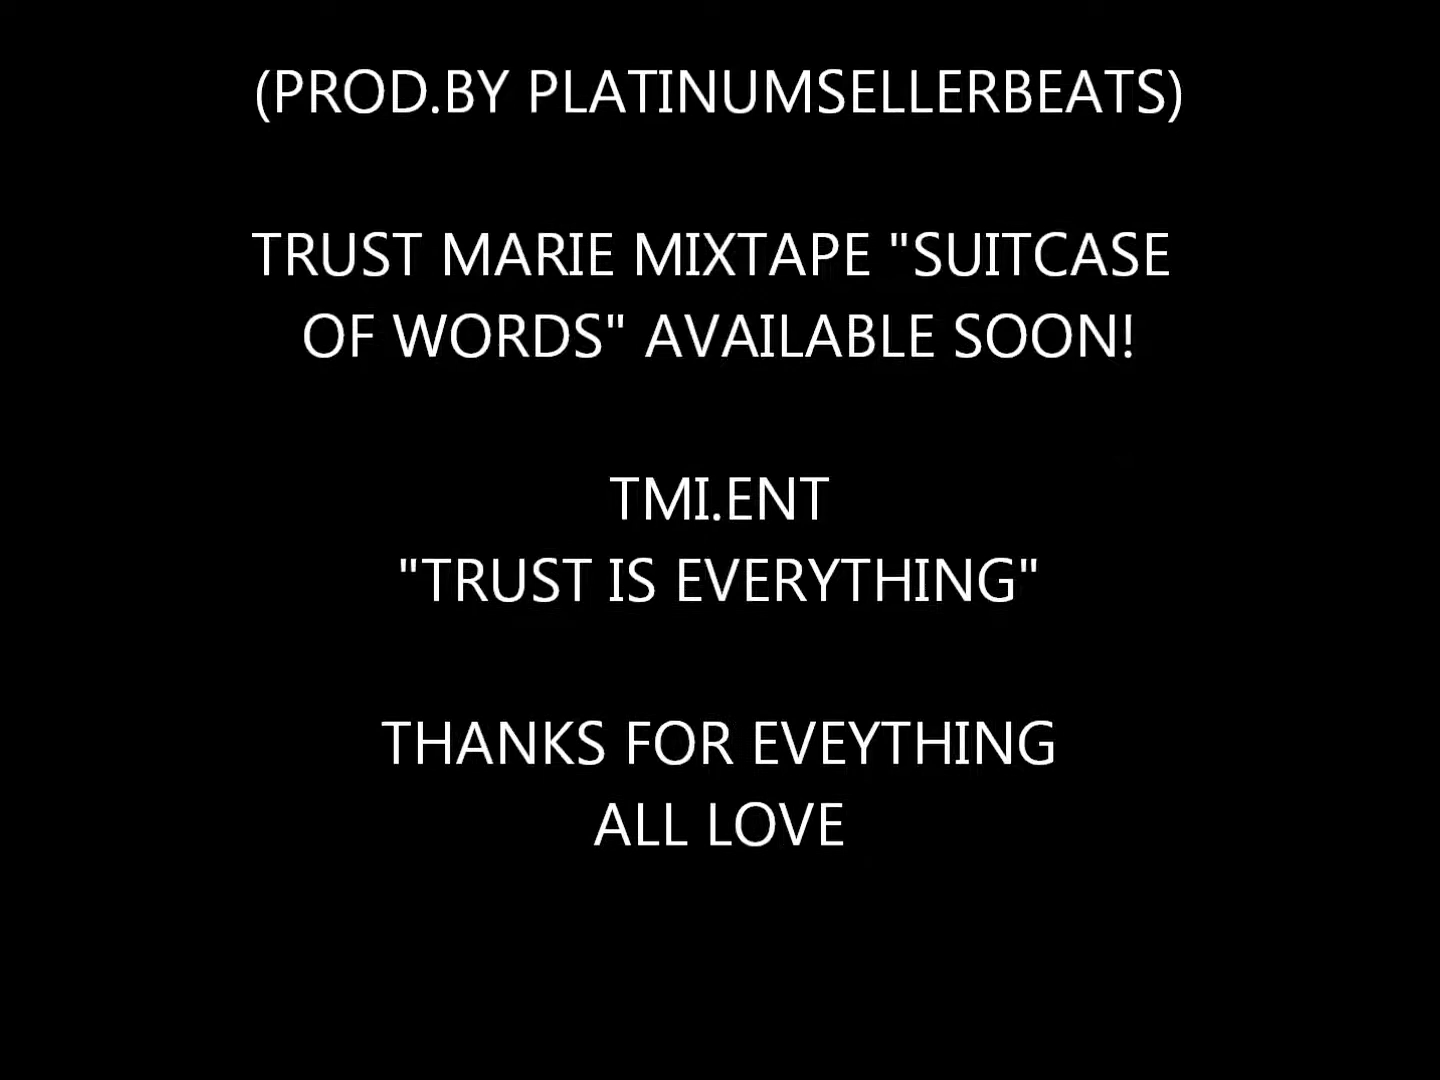 (PROD.BY PLATINUMSELLERBEATS)
TRUST MARIE MIXTAPE "SUITCASE
OF WORDS" AVAILABLE SOON!
TMI.ENT
"TRUST IS EVERYTHING"
THANKS FOR EVEYTHING
ALL LOVE